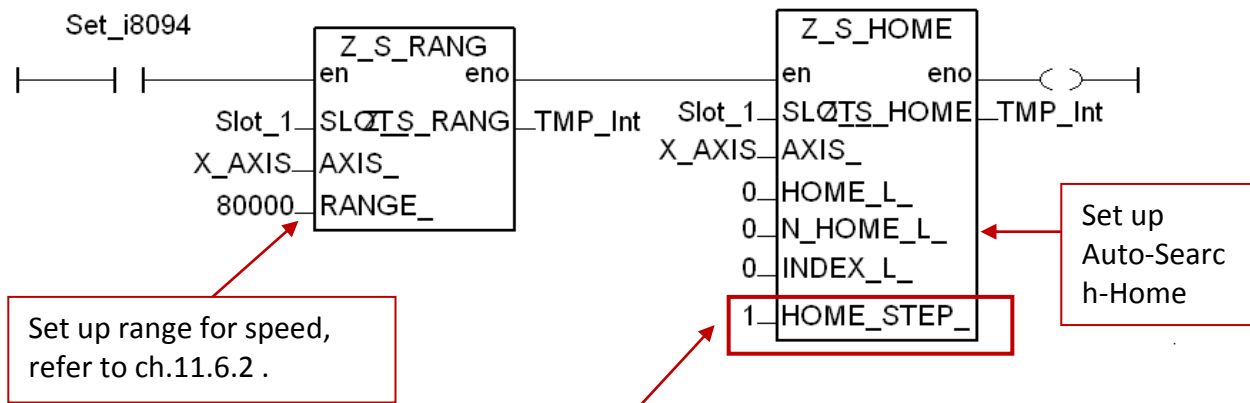 Set_i8094
Z_S_RANG
en eno
Slot_1 SLOT_ Z_S_RANG TMP_Int
X_AXIS AXIS_
80000 RANGE_
Z_S_HOME
en eno
Slot_1 SLOT_ Z_S_HOME TMP_Int
X_AXIS AXIS_
0 HOME_L_
0 N_HOME_L_
0 INDEX_L_
1 HOME_STEP_
Set up
Auto-Searc
h-Home
Set up range for speed,
refer to ch.11.6.2 .